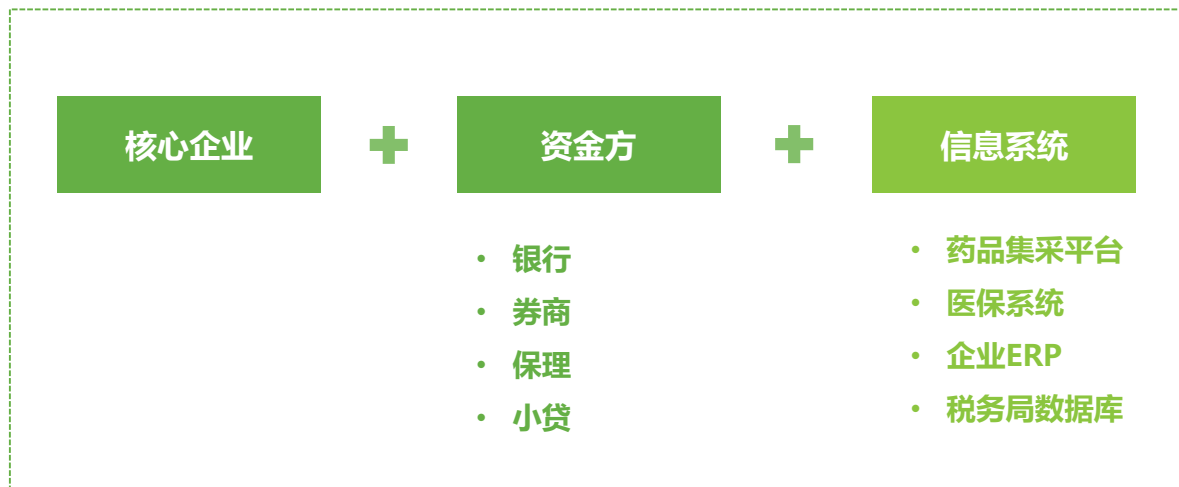 核心企业
资金方
信息系统
• 银行
• 券商
• 保理
• 小贷
• 药品集采平台
• 医保系统
• 企业ERP
• 税务局数据库